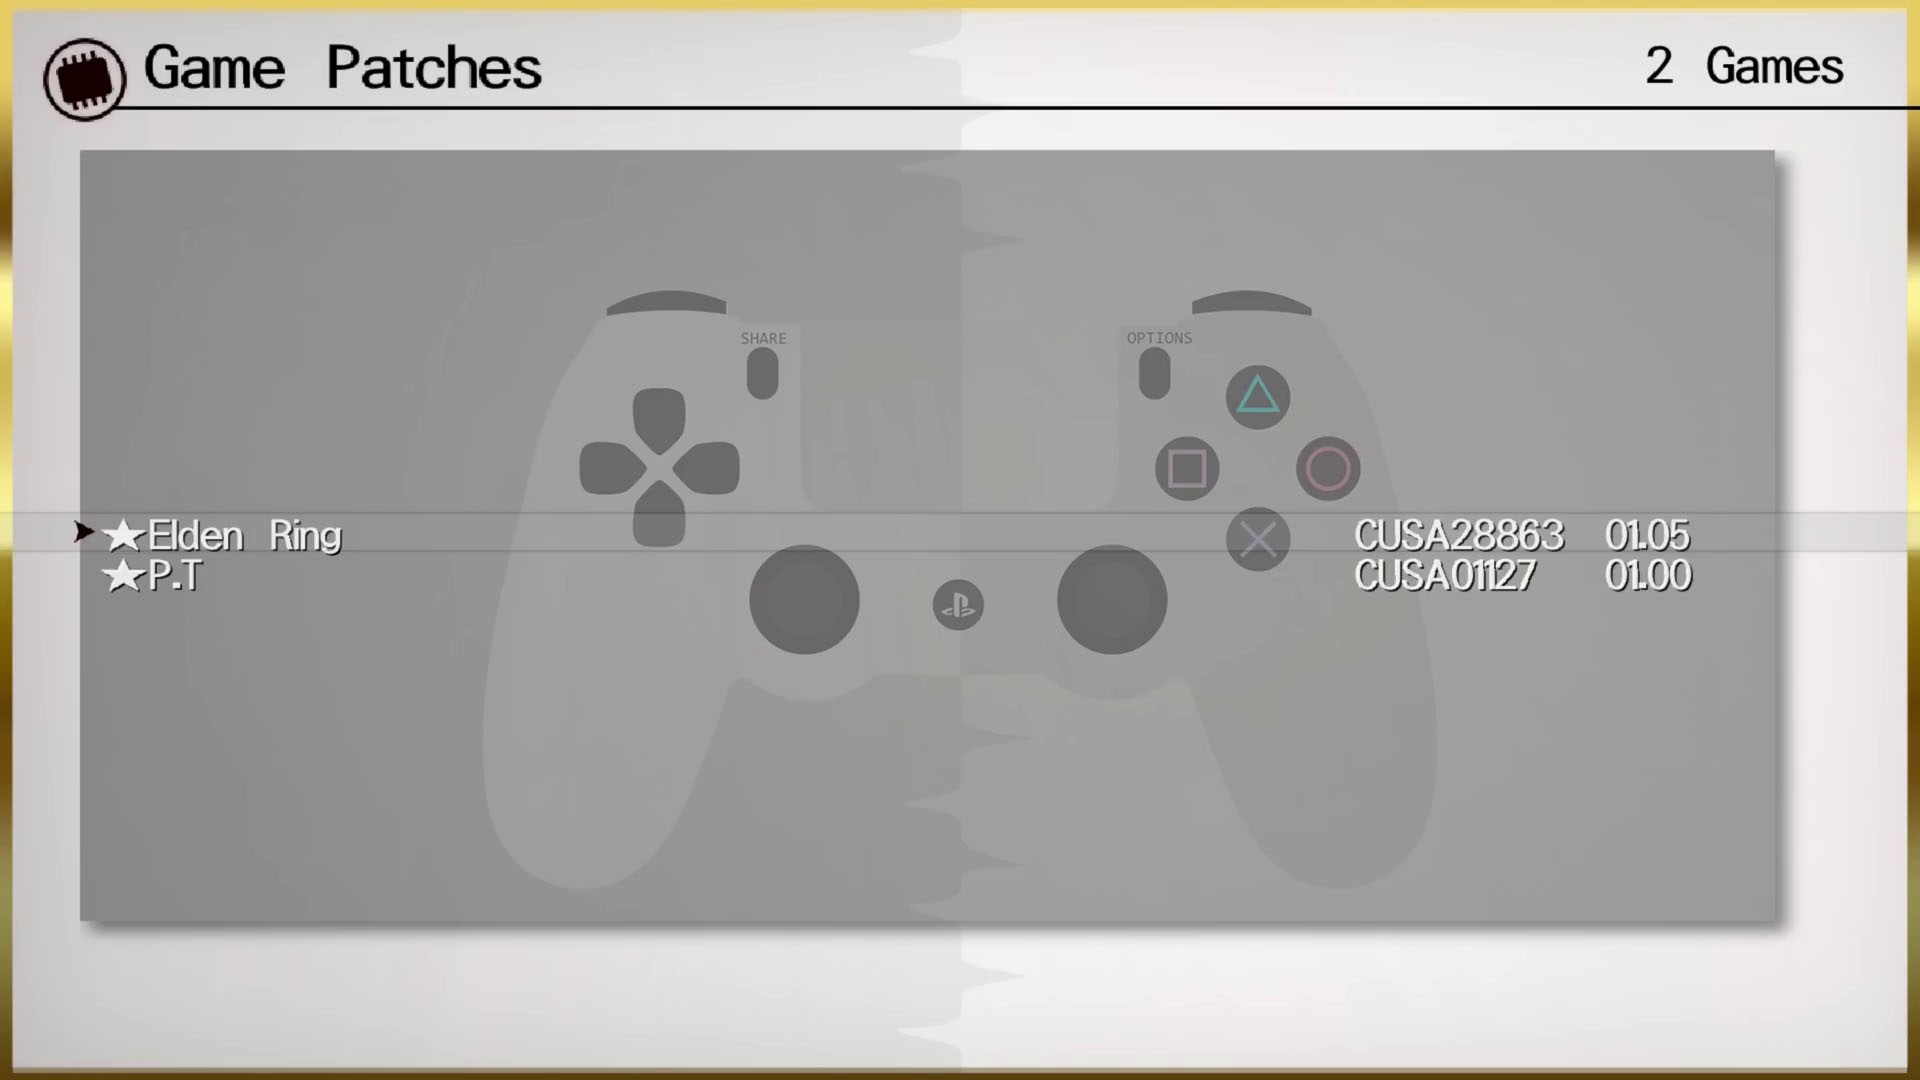 Game Patches
2 Games
SHARE
OPTIONS
★Elden Ring CUSA28863 01.05
★P.T CUSA01127 01.00